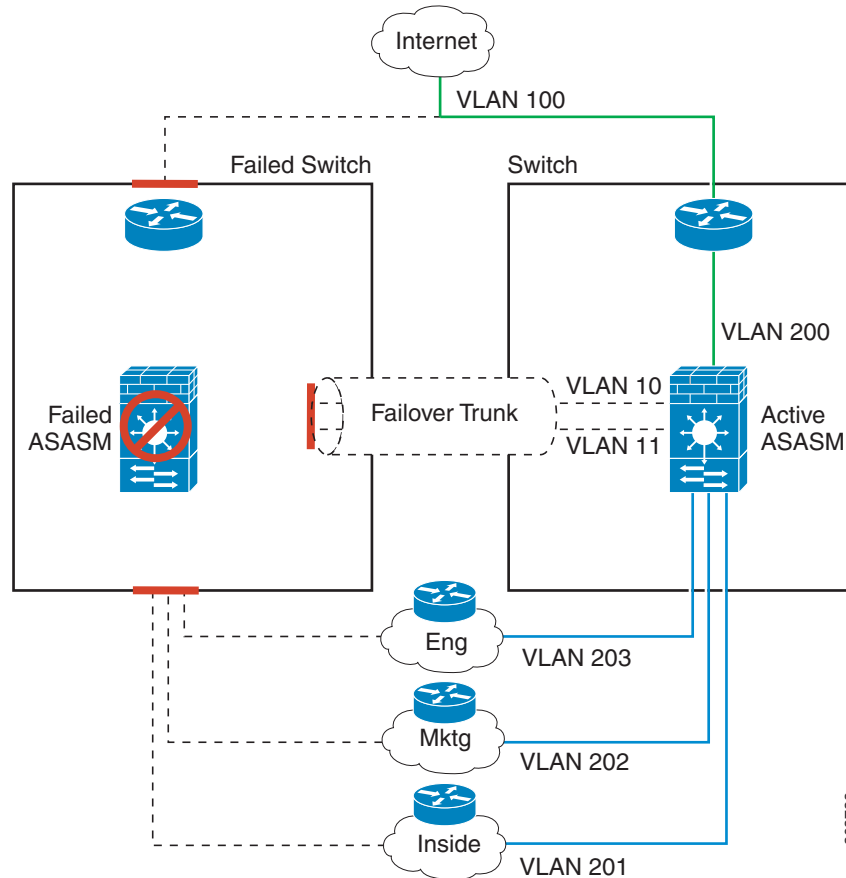 Internet
VLAN 100
Failed Switch
Switch
VLAN 200
Failed
ASASM
Failover Trunk
VLAN 10
VLAN 11
Active
ASASM
Eng
VLAN 203
Mktg
VLAN 202
Inside
VLAN 201